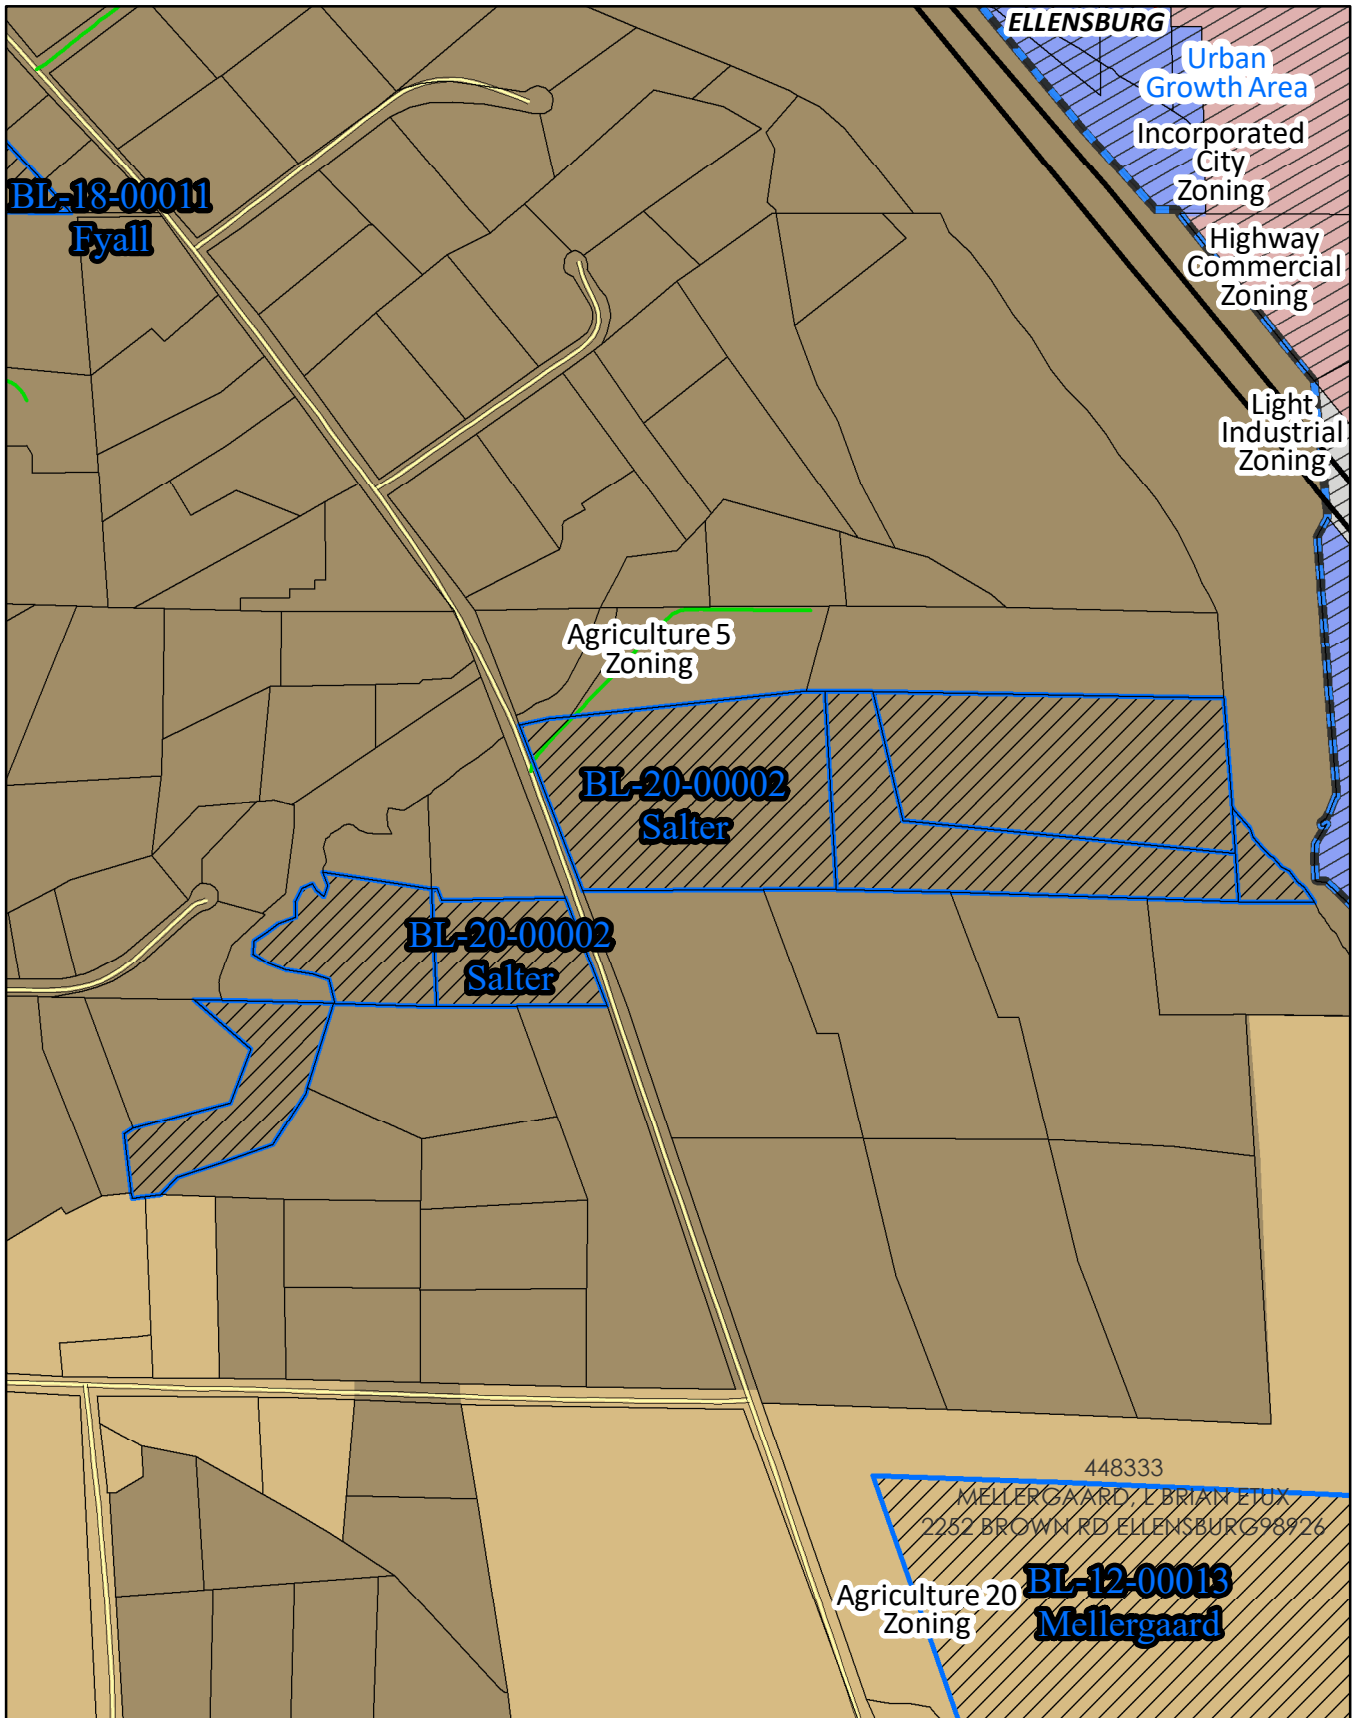 ELLENSBURG
Urban
Growth Area
Incorporated
City
Zoning
BL-18-00011
Fyall
Highway
Commercial
Zoning
Light
Industrial
Zoning
Agriculture 5
Zoning
BL-20-00002
Salter
BL-20-00002
Salter
448333
MELLERGAARD, L BRIAN ETUX
2252 BROWN RD ELLENSBURG98926
Agriculture 20
Zoning
BL-12-00013
Mellergaard